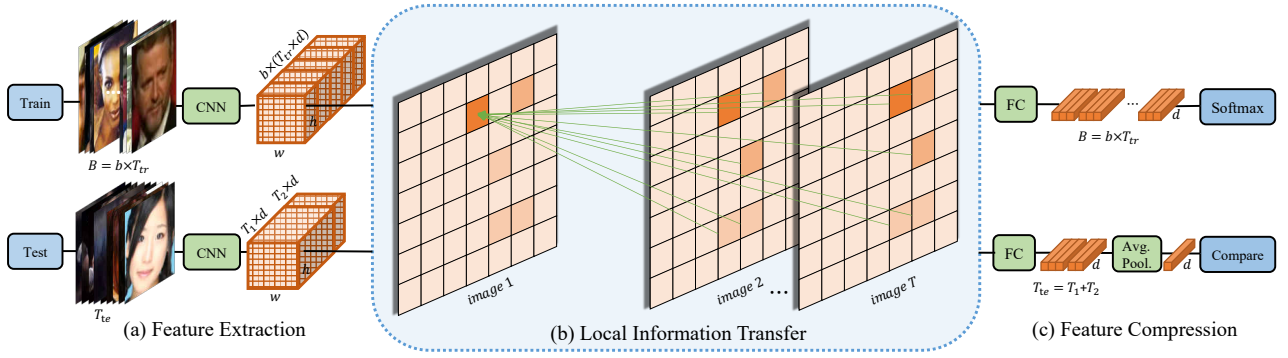 Train
B = b×T_tr
CNN
b×(T_tr×d)
h
w
Test
T_te
CNN
T_1×d
T_2×d
h
w
(a) Feature Extraction
image 1
image 2
...
image T
(b) Local Information Transfer
FC
...
d
B = b×T_tr
Softmax
FC
d
T_te = T_1+T_2
Avg.
Pool.
d
Compare
(c) Feature Compression